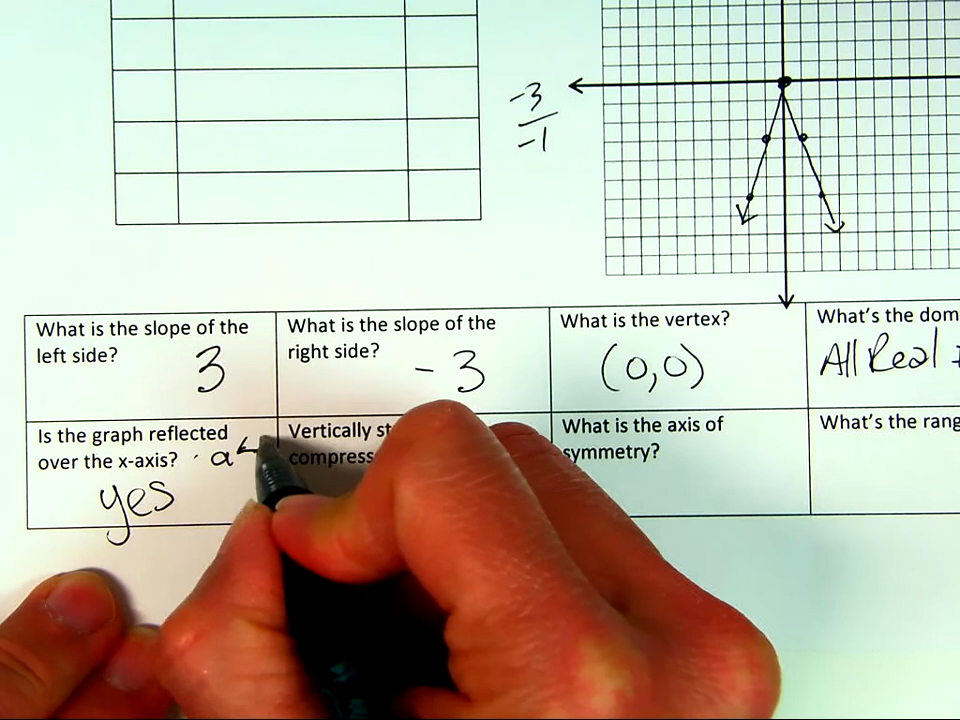 -3
-1
What is the slope of the
left side?
3
What is the slope of the
right side?
-3
What is the vertex?
(0,0)
What's the dom
All Real
Is the graph reflected
over the x-axis? a<
yes
Vertically st
compress
What is the axis of
symmetry?
What's the rang